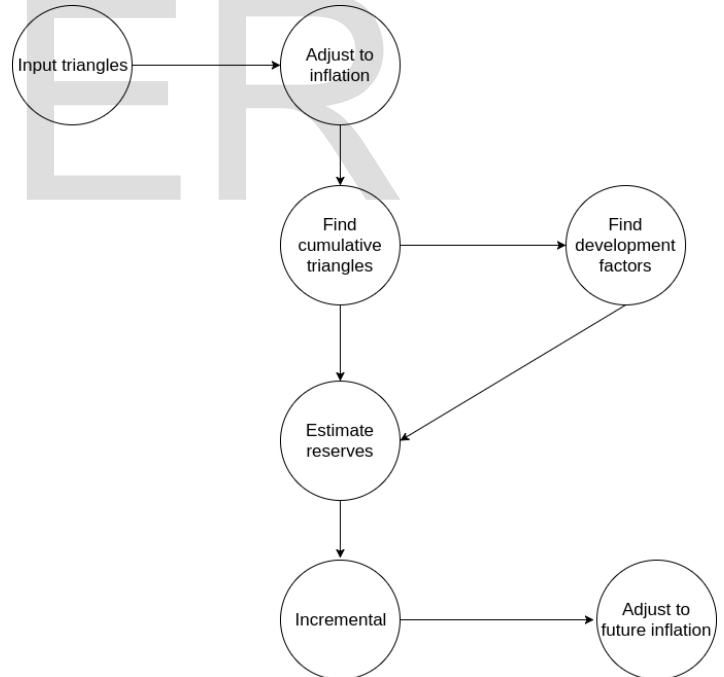 ER
Input triangles
Adjust to
inflation
Find
cumulative
triangles
Find
development
factors
Estimate
reserves
Incremental
Adjust to
future inflation